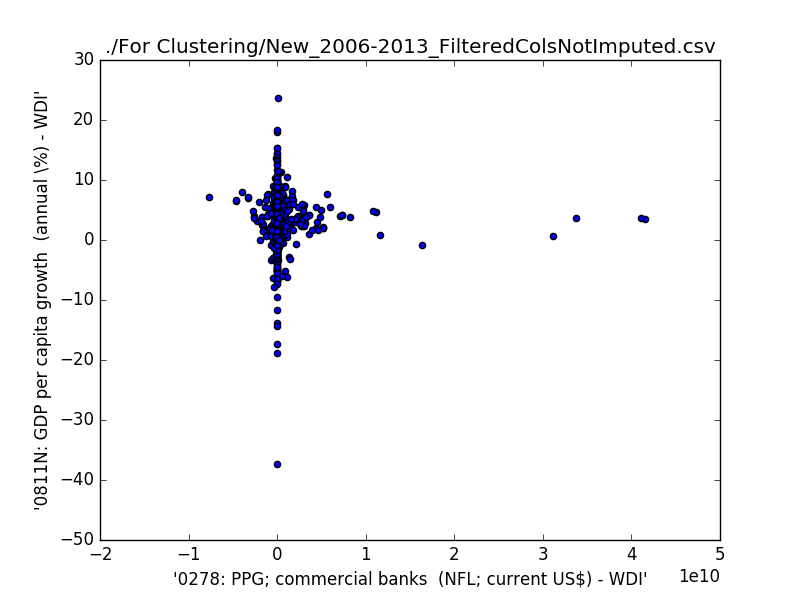 ./For Clustering/New_2006-2013_FilteredColsNotImputed.csv
30
20
10
0
−10
−20
−30
−40
−50
'0811N: GDP per capita growth (annual \%) - WDI'
−2 −1 0 1 2 3 4 5
1e10
'0278: PPG; commercial banks (NFL; current US$) - WDI'